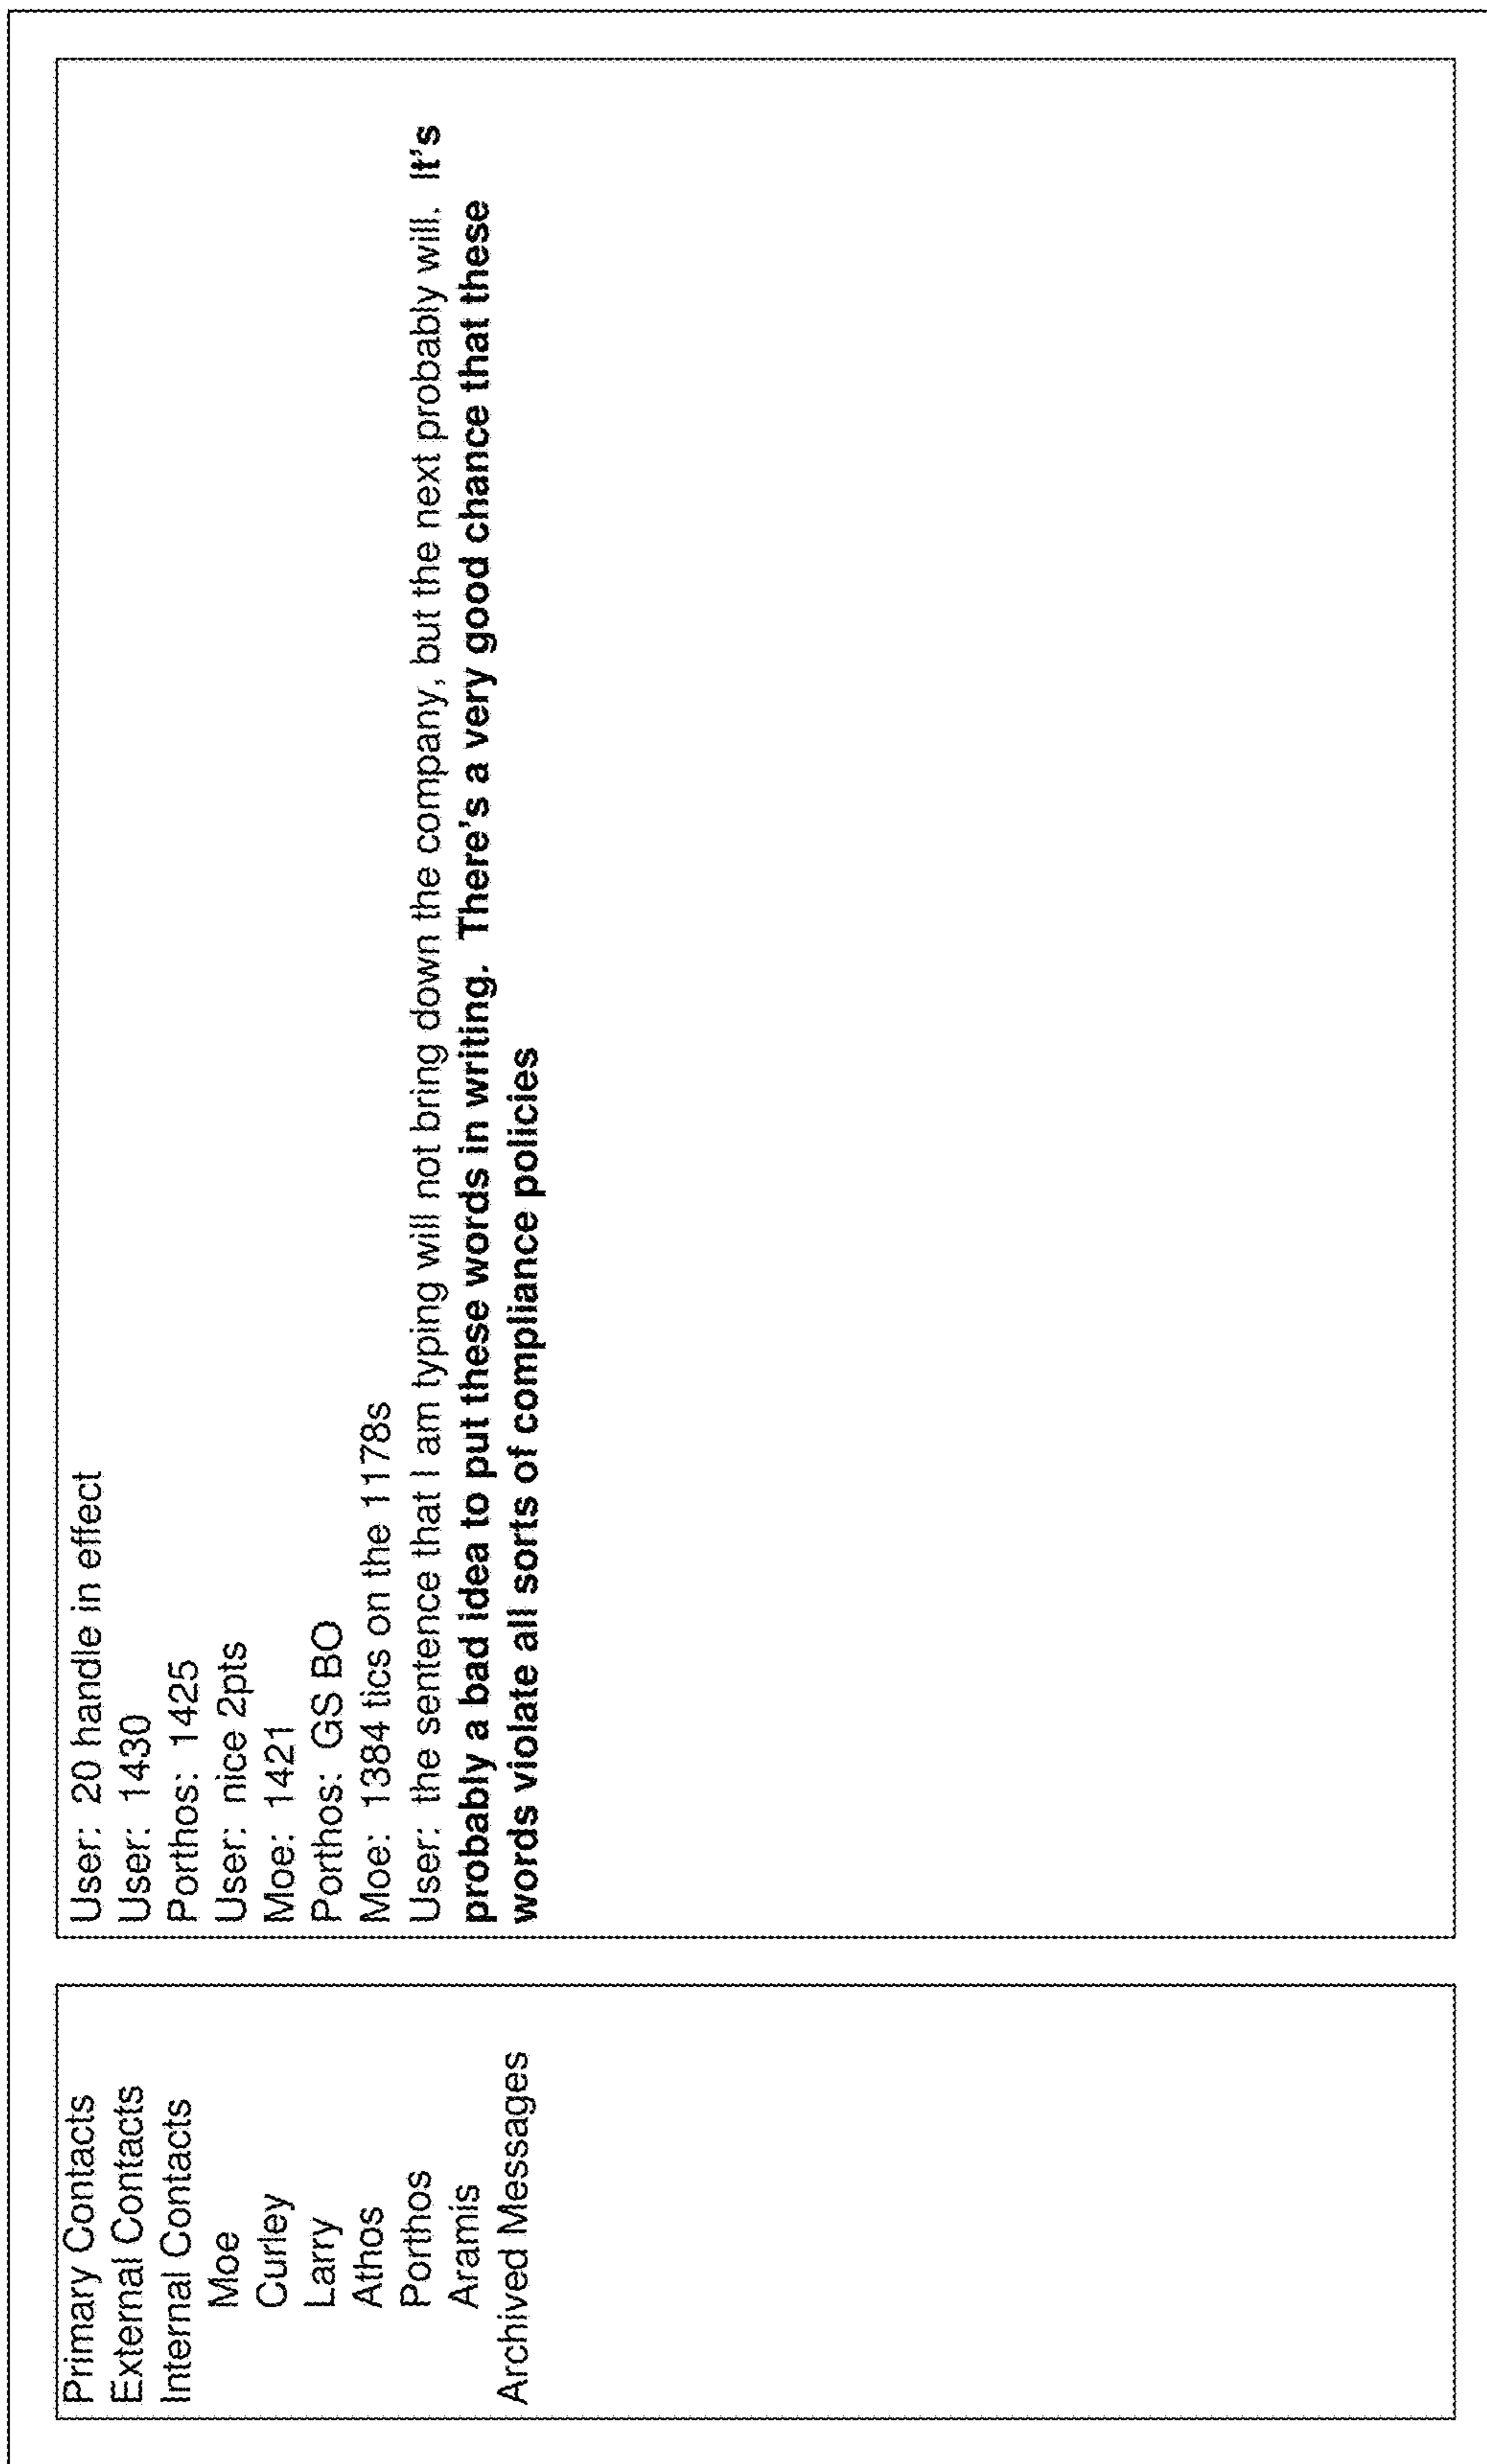 Primary Contacts
External Contacts
Internal Contacts
Moe
Curley
Larry
Athos
Porthos
Aramis
Archived Messages
User: 20 handle in effect
User: 1430
Porthos: 1425
User: nice 2pts
Moe: 1421
Porthos: GS BO
Moe: 1384 tics on the 1178s
User: the sentence that I am typing will not bring down the company, but the next probably will. It's
probably a bad idea to put these words in writing. There's a very good chance that these
words violate all sorts of compliance policies